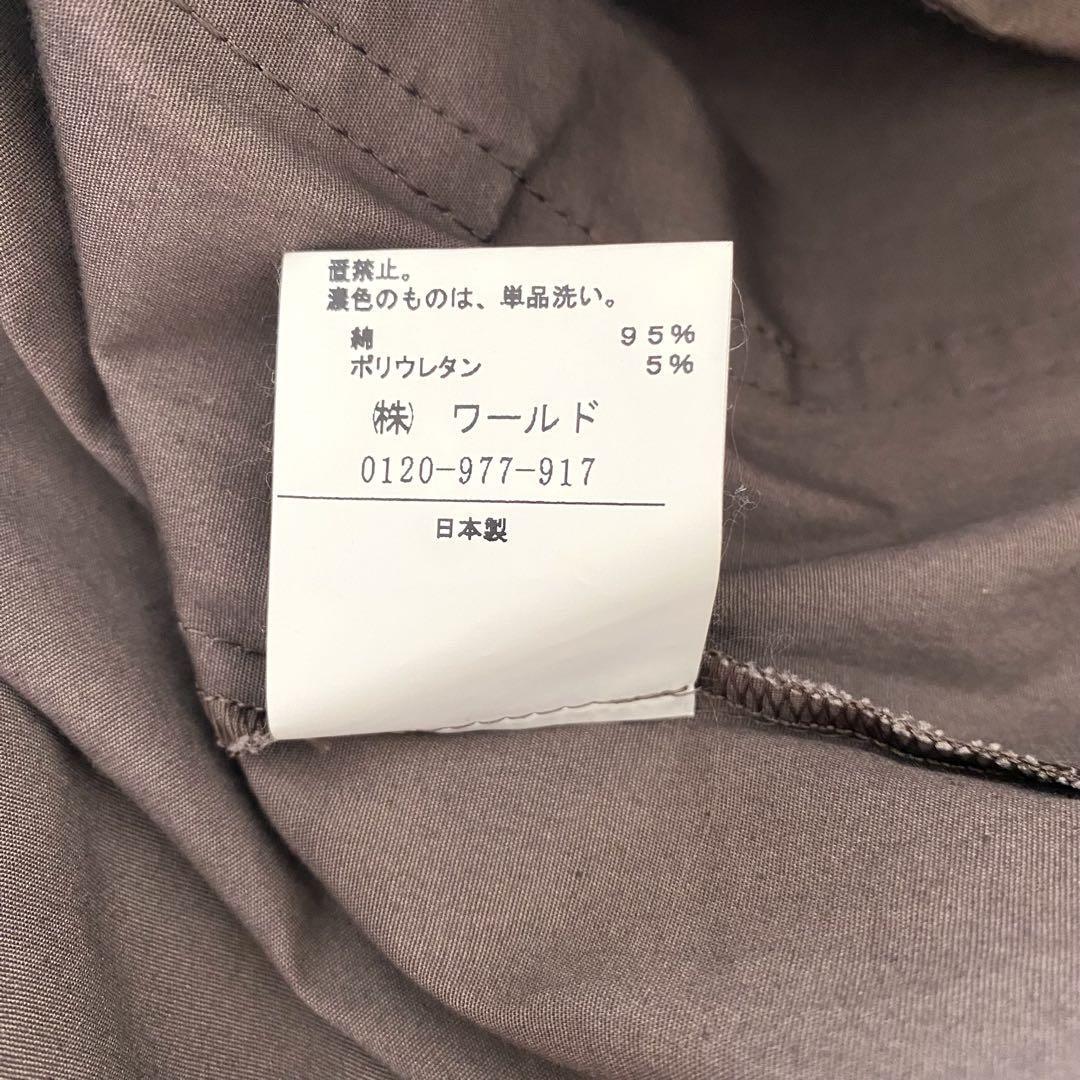 置禁止。
濃色のものは、単品洗い。
綿 95%
ポリウレタン 5%
㈱ ワールド
0120-977-917
日本製